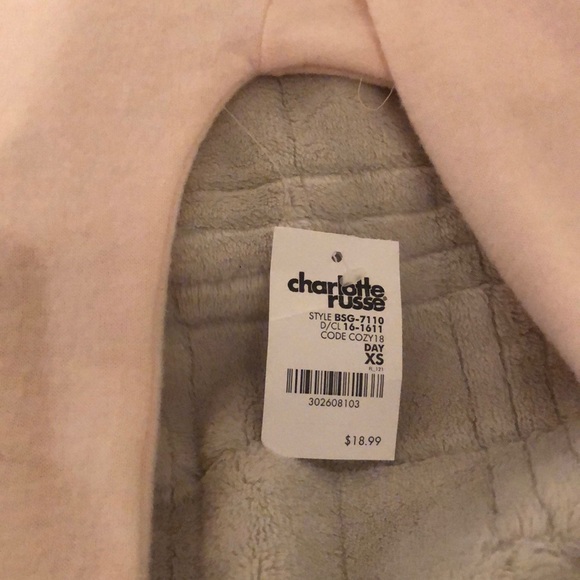 charlotte
russe
STYLE BSG-7110
D/CL 16-1611
CODE COZY18
DAY
XS
302608103
$18.99